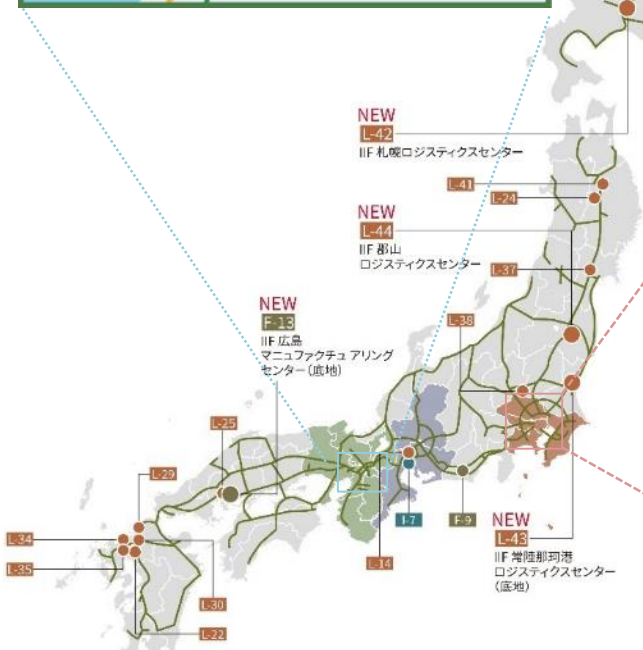 NEW
L-42
IIF 札幌ロジスティクスセンター
L-41
L-24
NEW
L-44
IIF 郡山
ロジスティクスセンター
L-37
NEW
F-13
IIF 広島
マニュファクチュ アリング
センター(底地)
L-38
L-25
L-29
L-34
L-35
L-30
L-22
L-14
I-7
F-9
NEW
L-43
IIF 常陸那珂港
ロジスティクスセンター
(底地)